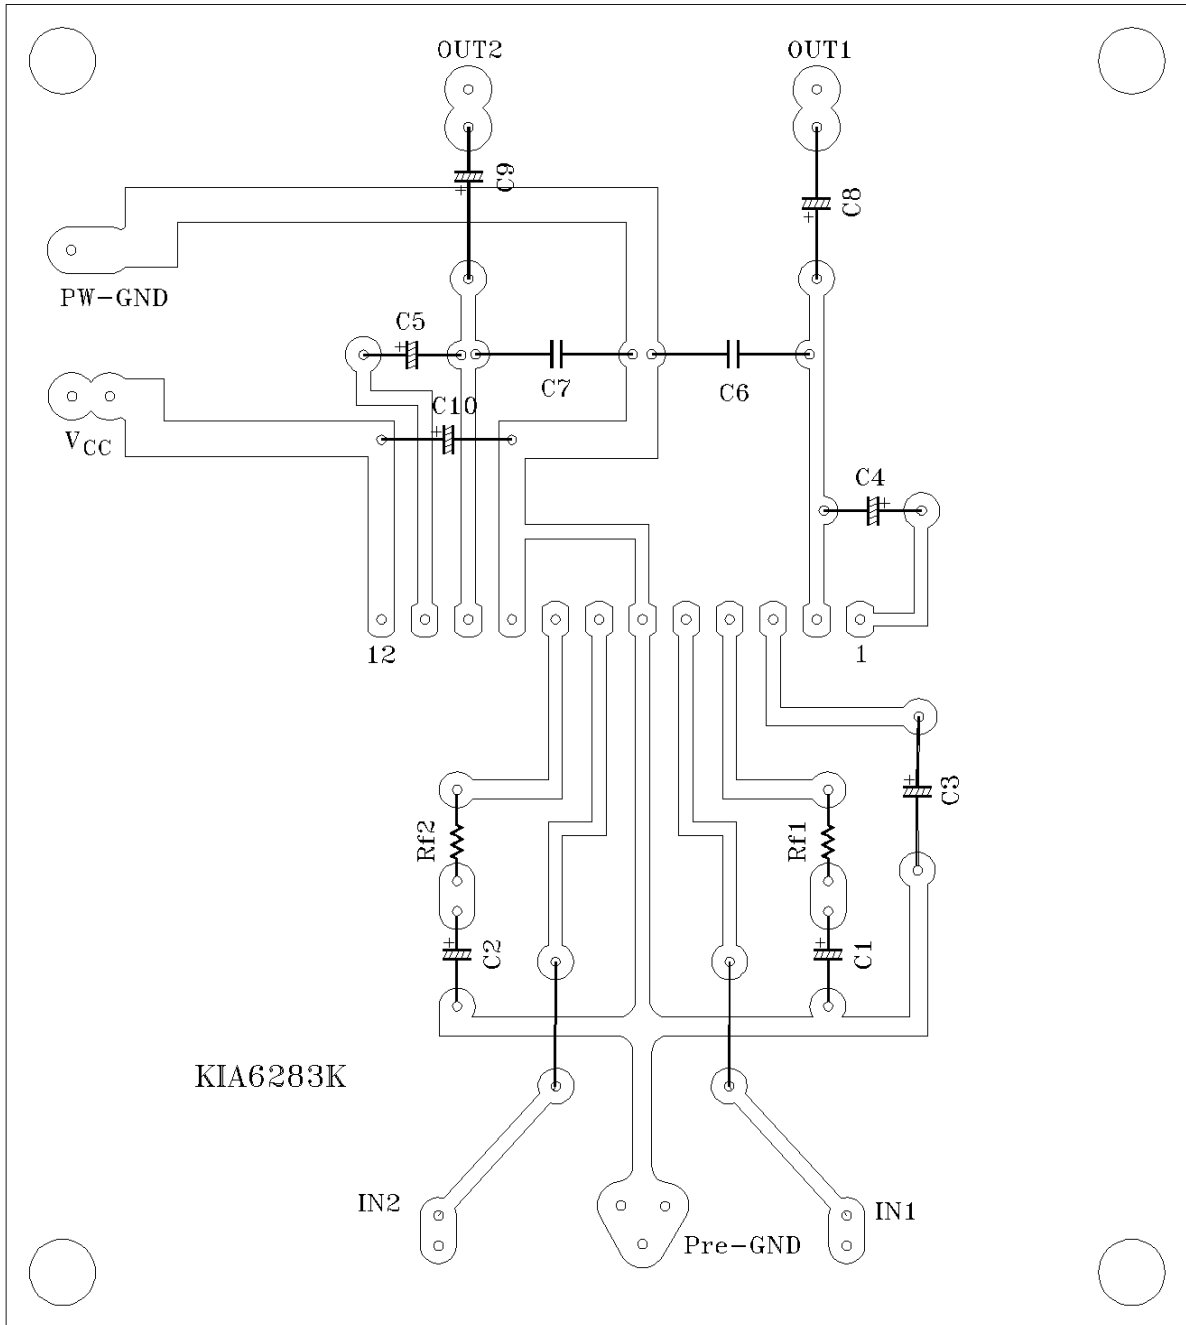 OUT2
OUT1
C9
C8
PW-GND
C5
C7
C6
VCC
C10
C4
12
1
C3
Rf2
Rf1
C2
C1
KIA6283K
IN2
IN1
Pre-GND